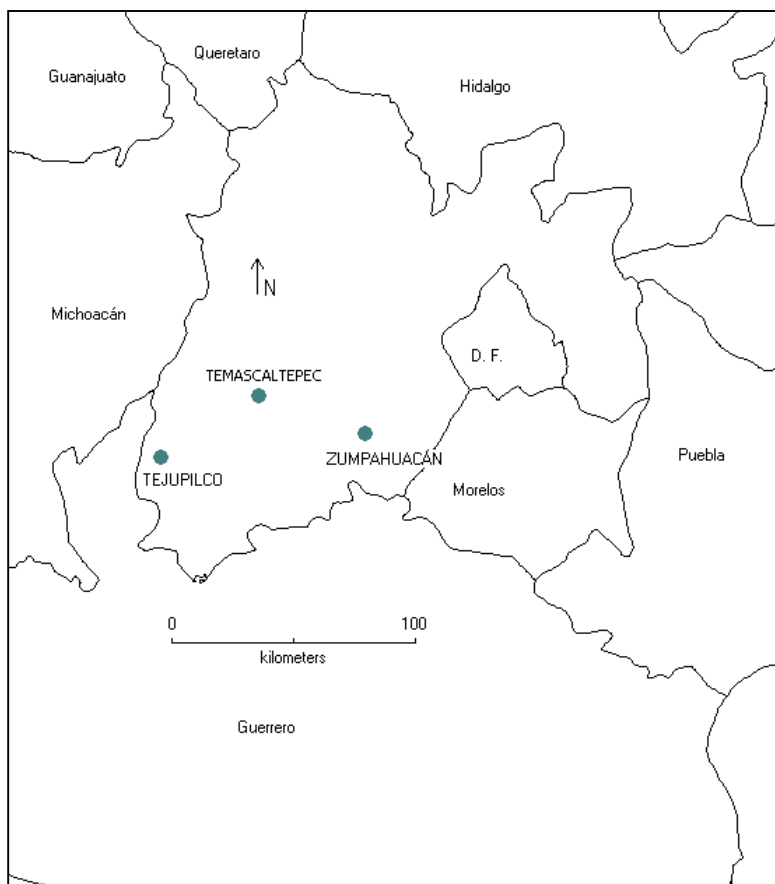 Queretaro
Guanajuato
Hidalgo
N
Michoacán
D. F.
TEMASCALTEPEC
ZUMPAHUACÁN
Puebla
TEJUPILCO
Morelos
0 100
kilometers
Guerrero